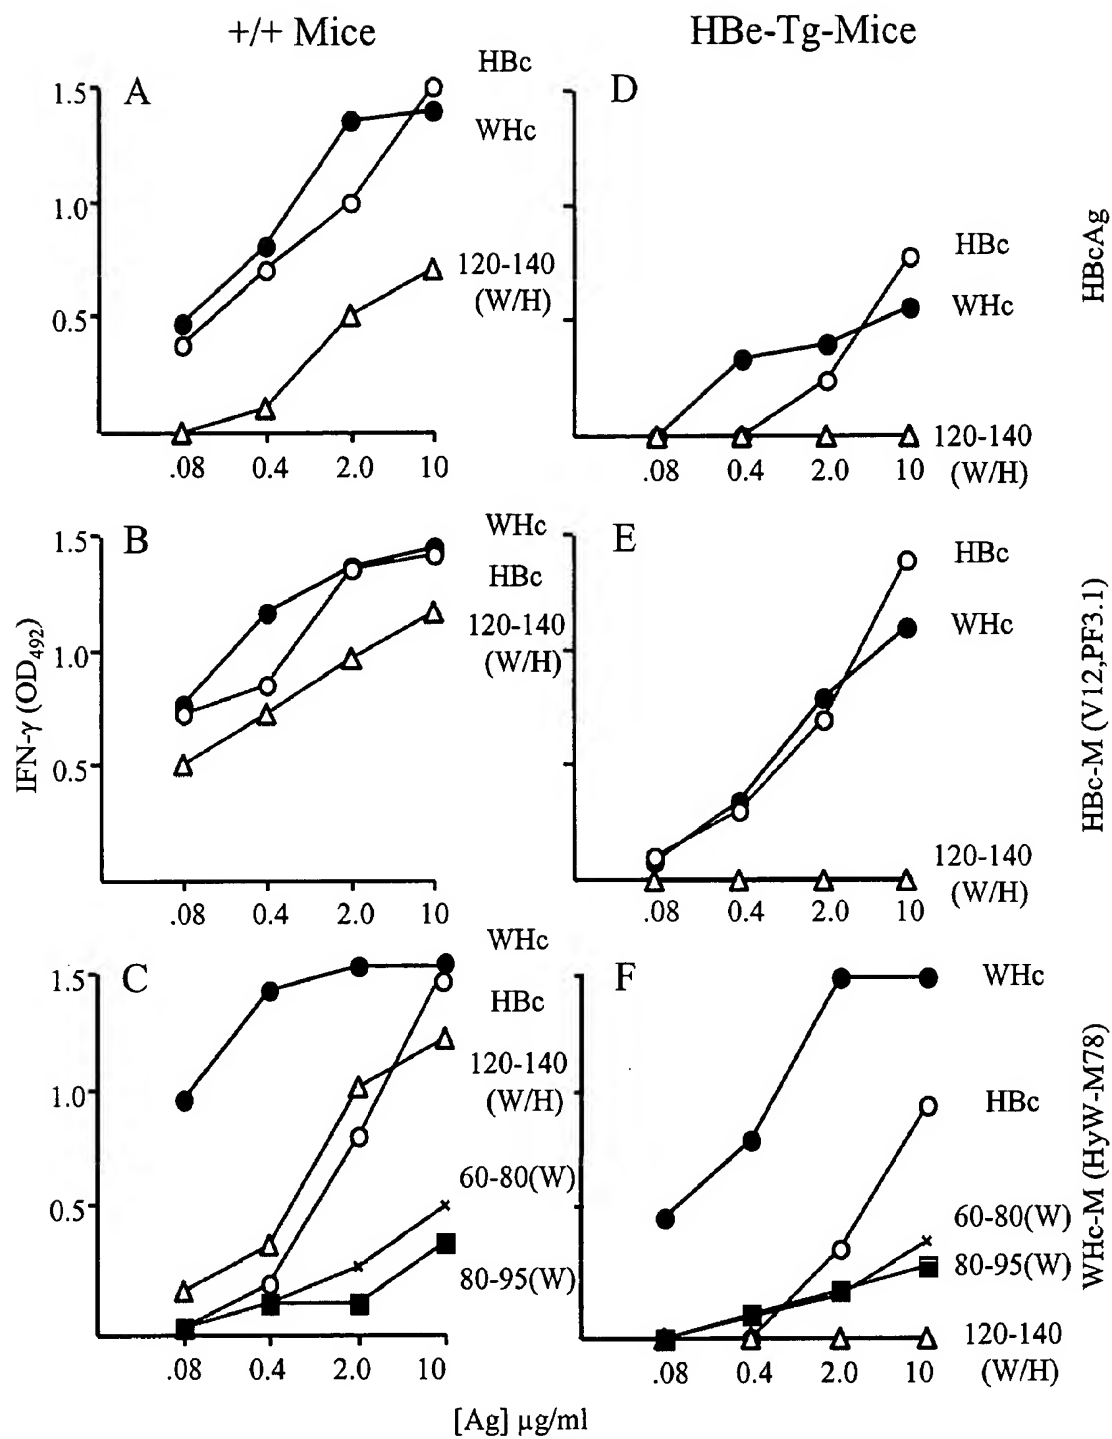 +/+ Mice
HBe-Tg-Mice
A
1.5
1.0
0.5
HBc
WHc
120-140
(W/H)
.08 0.4 2.0 10
D
HBc
WHc
120-140
(W/H)
.08 0.4 2.0 10
HBcAg
IFN-γ (OD492)
B
1.5
1.0
0.5
WHc
HBc
120-140
(W/H)
.08 0.4 2.0 10
E
HBc
WHc
120-140
(W/H)
.08 0.4 2.0 10
HBc-M (V12,PF3.1)
C
1.5
1.0
0.5
WHc
HBc
120-140
(W/H)
60-80(W)
80-95(W)
.08 0.4 2.0 10
F
WHc
HBc
60-80(W)
80-95(W)
120-140
(W/H)
.08 0.4 2.0 10
WHc-M (HyW-M78)
[Ag] µg/ml